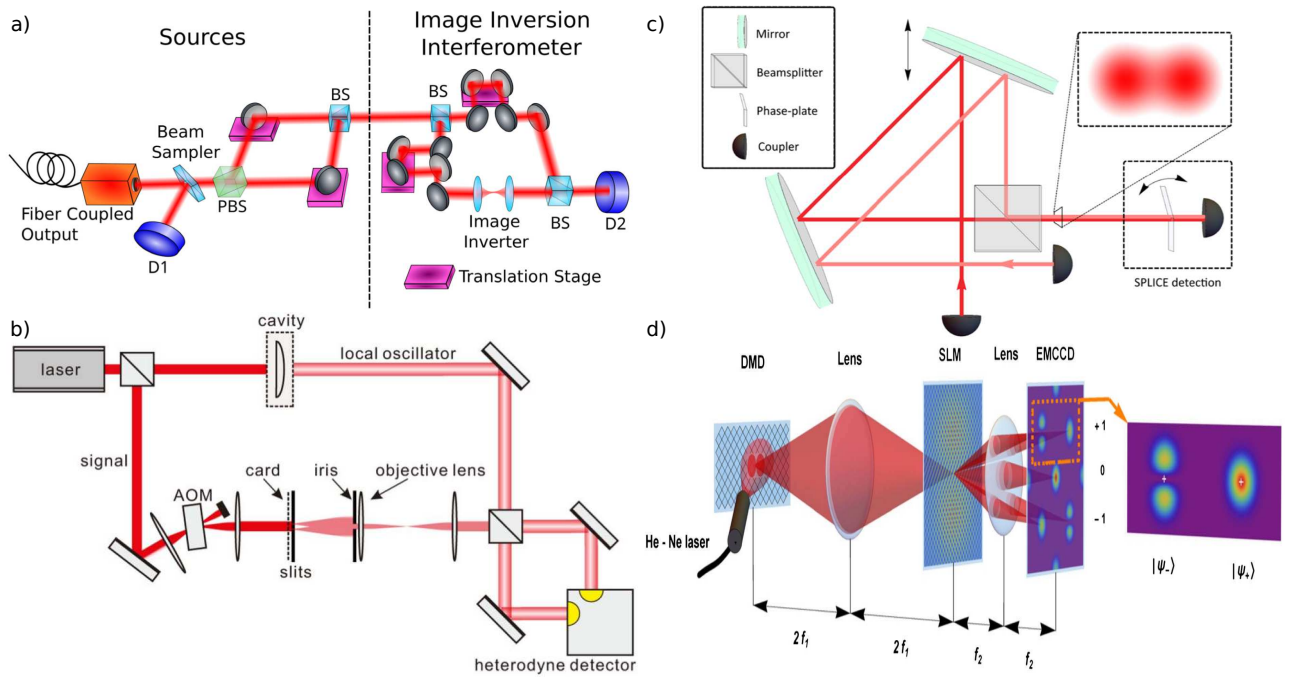 a)
Sources
Image Inversion
Interferometer
BS
BS
Beam
Sampler
PBS
Fiber Coupled
Output
D1
Image
Inverter
BS
D2
Translation Stage
b)
cavity
laser
local oscillator
signal
AOM
card
iris
objective lens
slits
heterodyne detector
c)
Mirror
Beamsplitter
Phase-plate
Coupler
SPLICE detection
d)
DMD
Lens
SLM
Lens
EMCCD
+1
0
−1
He - Ne laser
|ψ₋⟩
|ψ₊⟩
2f₁
2f₁
f₂
f₂